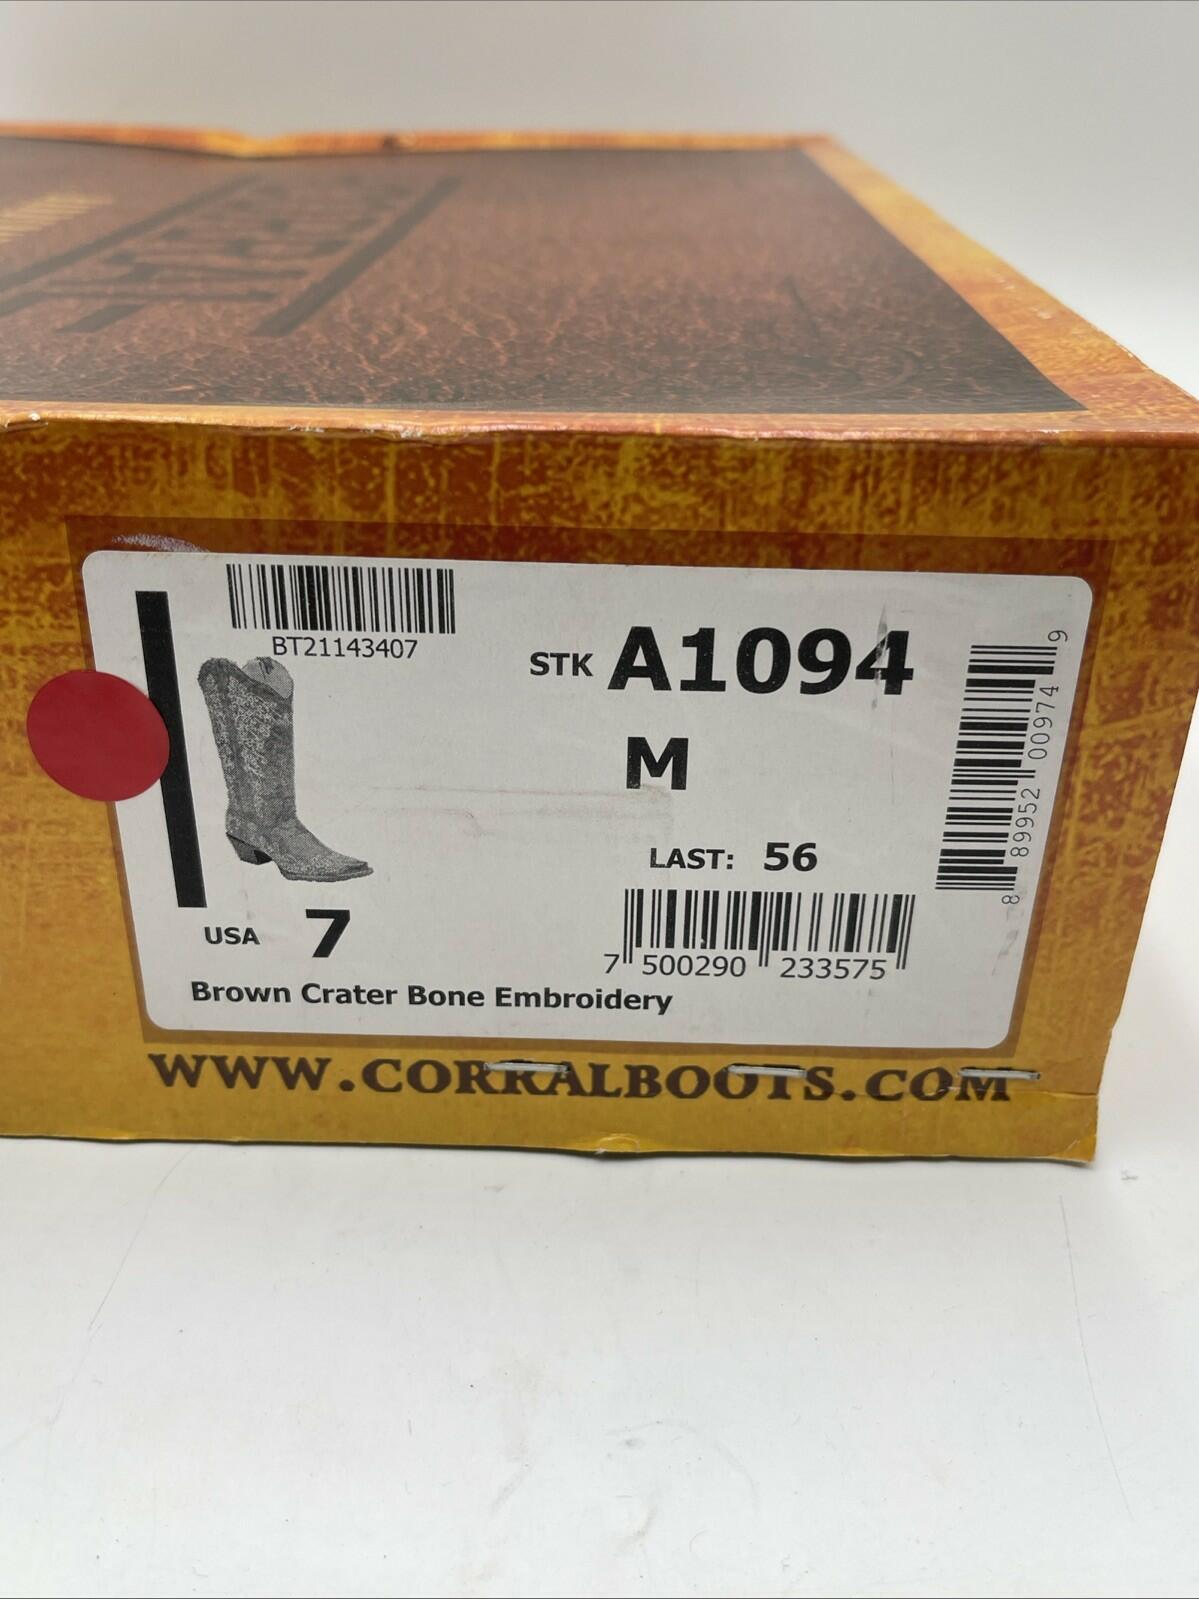 CORRAL
BT21143407
STK A1094
M
LAST: 56
8 89952 00974 9
7 500290 233575
USA 7
Brown Crater Bone Embroidery
WWW.CORRALBOOTS.COM